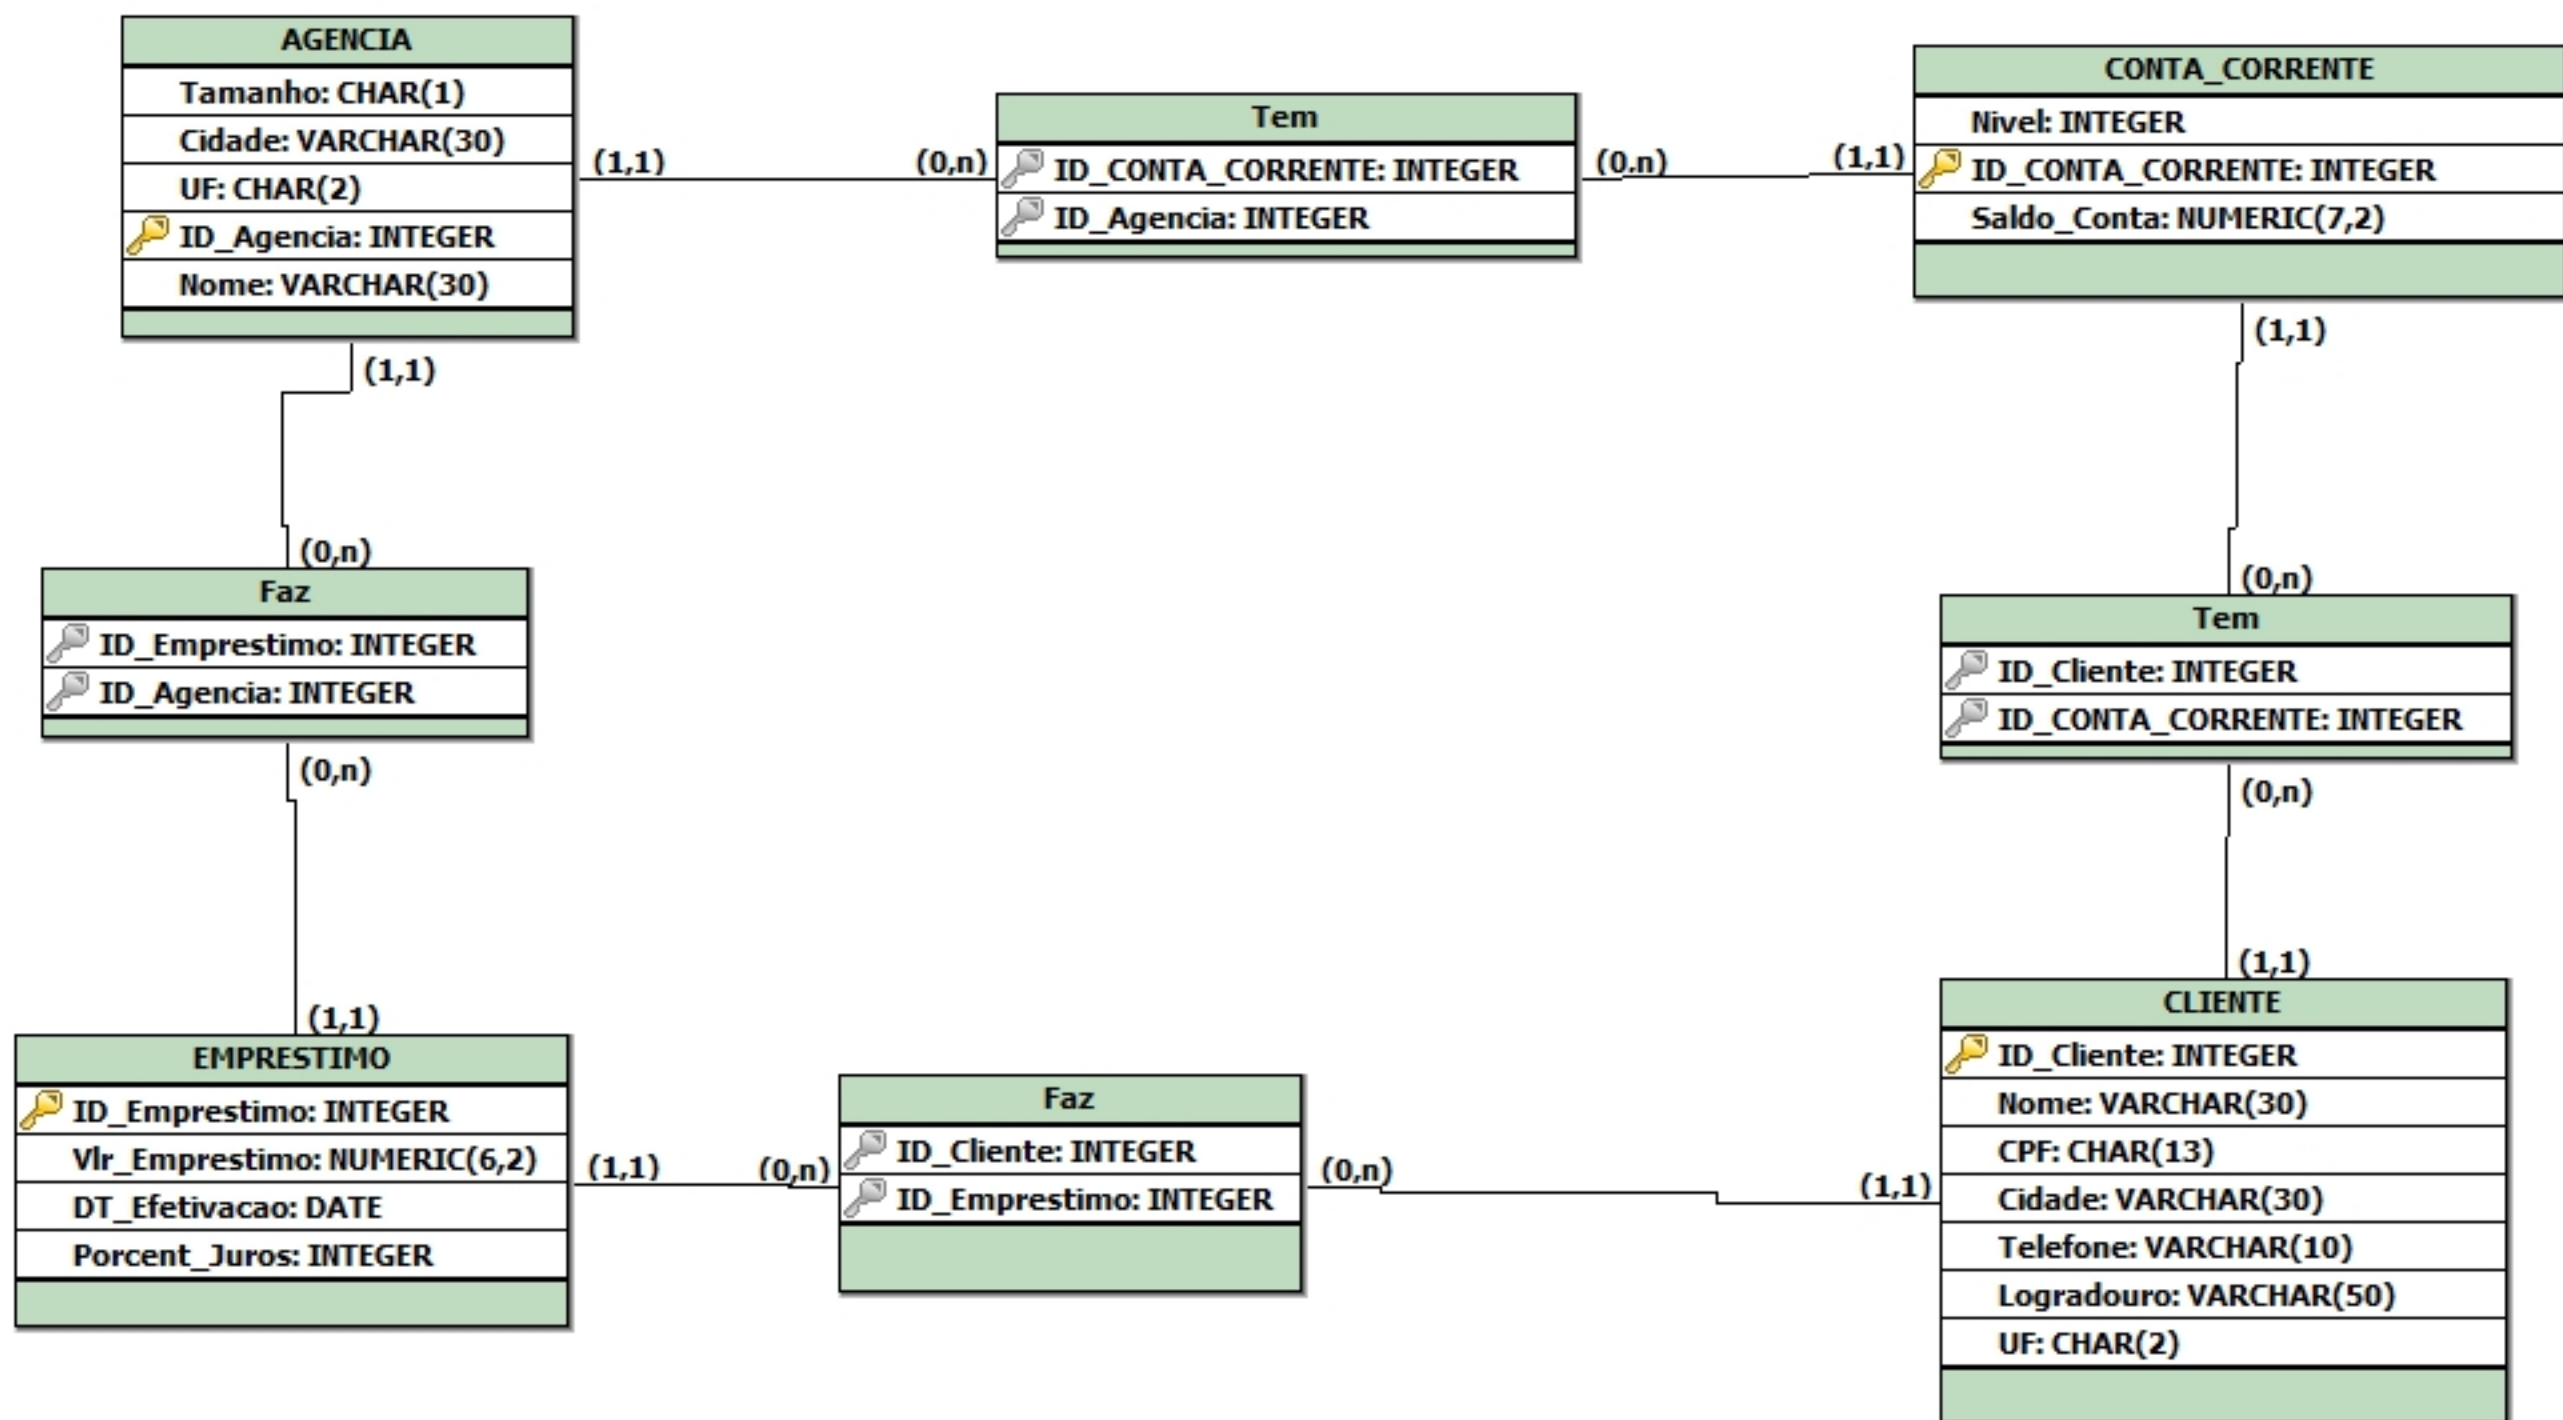 AGENCIA
Tamanho: CHAR(1)
Cidade: VARCHAR(30)
UF: CHAR(2)
ID_Agencia: INTEGER
Nome: VARCHAR(30)
(1,1)
(0,n)
Tem
ID_CONTA_CORRENTE: INTEGER
ID_Agencia: INTEGER
(0,n)
(1,1)
CONTA_CORRENTE
Nivel: INTEGER
ID_CONTA_CORRENTE: INTEGER
Saldo_Conta: NUMERIC(7,2)
(1,1)
(1,1)
(0,n)
Faz
ID_Emprestimo: INTEGER
ID_Agencia: INTEGER
(0,n)
(0,n)
Tem
ID_Cliente: INTEGER
ID_CONTA_CORRENTE: INTEGER
(0,n)
(1,1)
(1,1)
EMPRESTIMO
ID_Emprestimo: INTEGER
Vlr_Emprestimo: NUMERIC(6,2)
DT_Efetivacao: DATE
Porcent_Juros: INTEGER
(1,1)
(0,n)
Faz
ID_Cliente: INTEGER
ID_Emprestimo: INTEGER
(0,n)
(1,1)
CLIENTE
ID_Cliente: INTEGER
Nome: VARCHAR(30)
CPF: CHAR(13)
Cidade: VARCHAR(30)
Telefone: VARCHAR(10)
Logradouro: VARCHAR(50)
UF: CHAR(2)